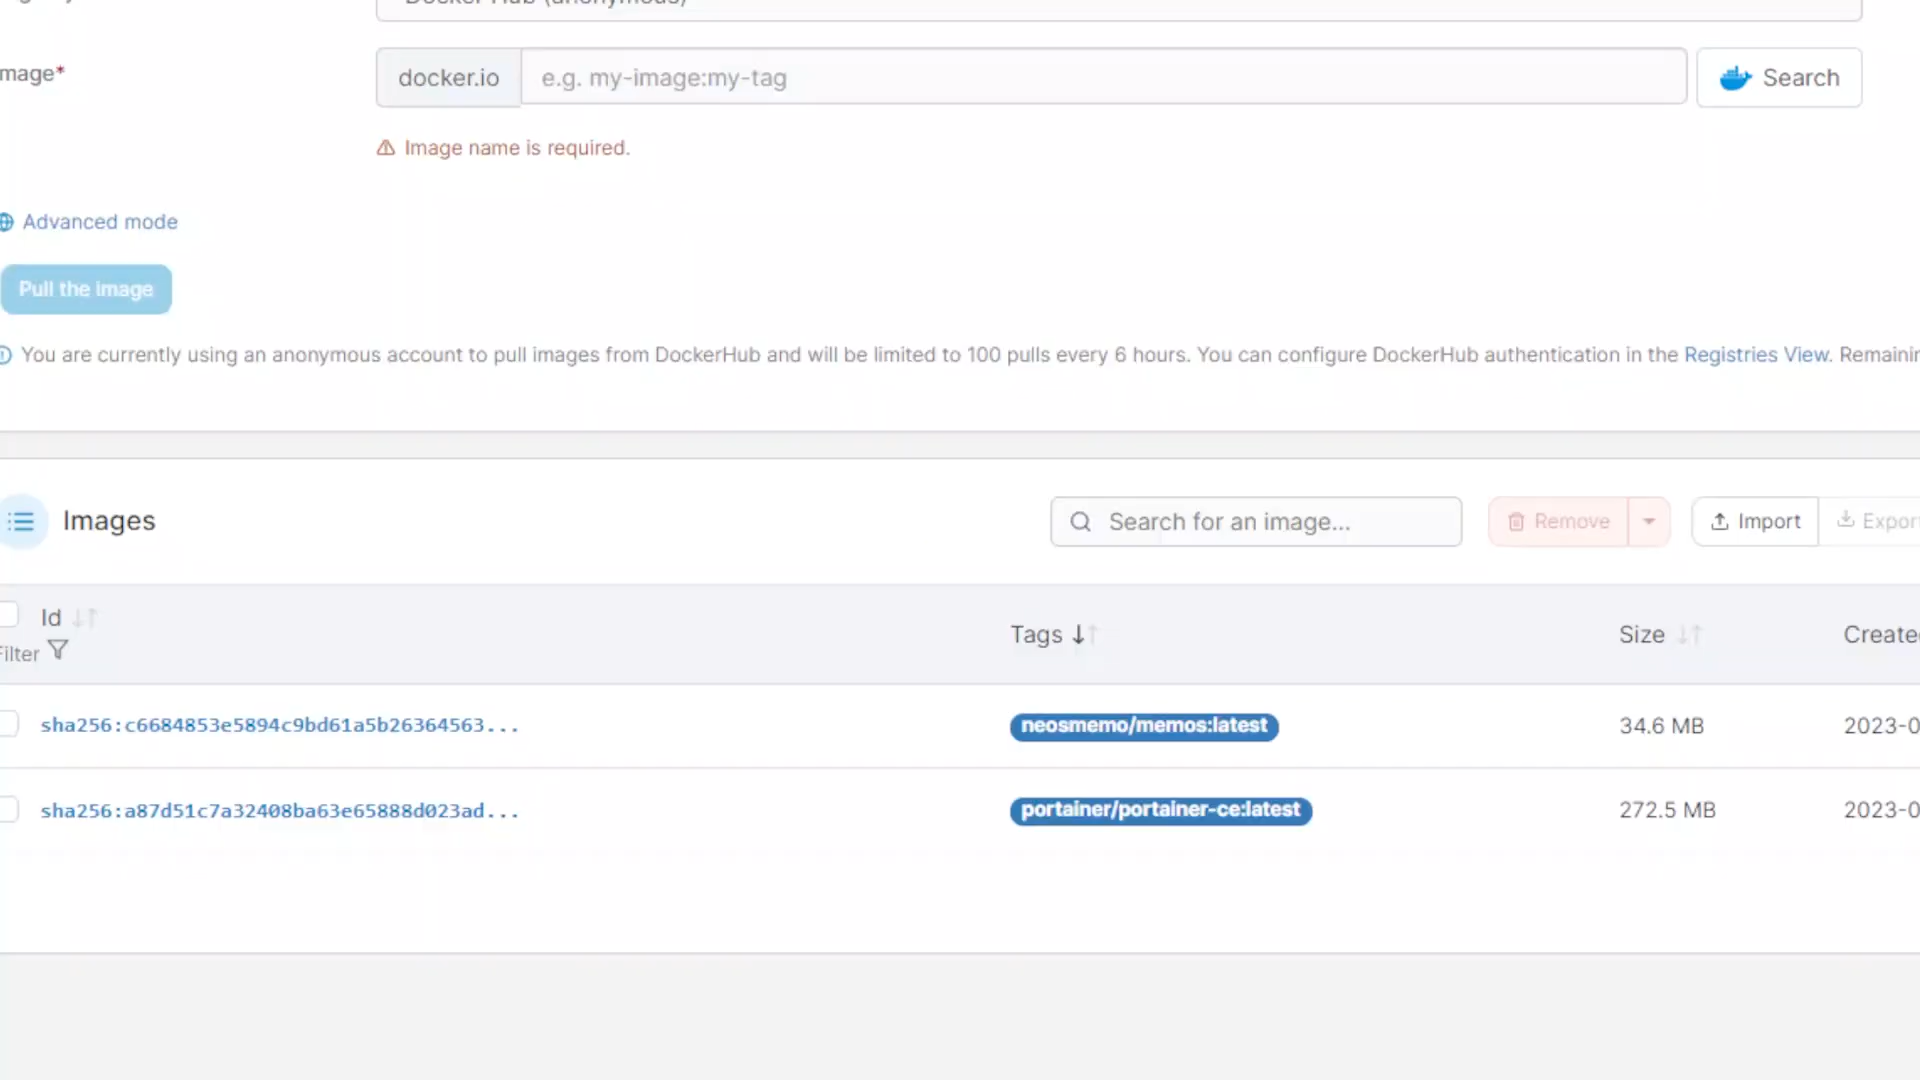 Docker Hub (anonymous)
mage*
docker.io
e.g. my-image:my-tag
Search
Image name is required.
Advanced mode
Pull the image
You are currently using an anonymous account to pull images from DockerHub and will be limited to 100 pulls every 6 hours. You can configure DockerHub authentication in the Registries View. Remainin
Images
Search for an image...
Remove
Import
Export
Id
Filter
Tags
Size
Create
sha256:c6684853e5894c9bd61a5b26364563...
neosmemo/memos:latest
34.6 MB
2023-0
sha256:a87d51c7a32408ba63e65888d023ad...
portainer/portainer-ce:latest
272.5 MB
2023-0